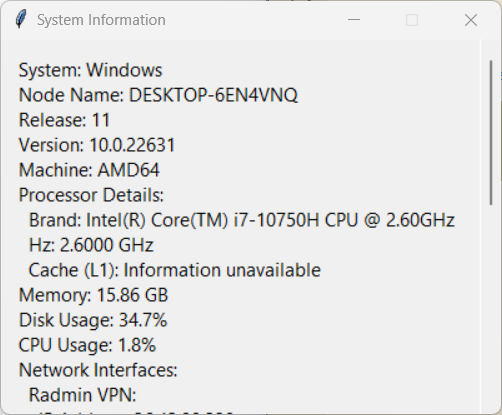 System Information
System: Windows
Node Name: DESKTOP-6EN4VNQ
Release: 11
Version: 10.0.22631
Machine: AMD64
Processor Details:
Brand: Intel(R) Core(TM) i7-10750H CPU @ 2.60GHz
Hz: 2.6000 GHz
Cache (L1): Information unavailable
Memory: 15.86 GB
Disk Usage: 34.7%
CPU Usage: 1.8%
Network Interfaces:
Radmin VPN: